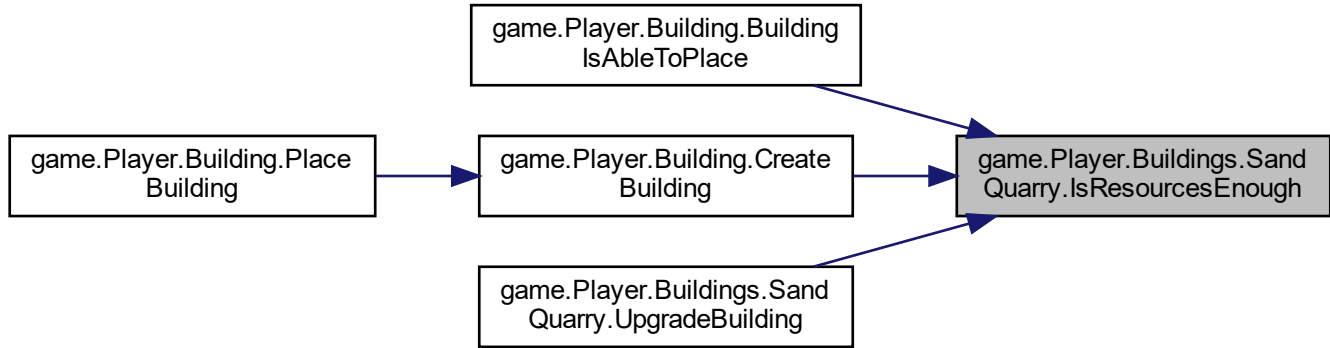 game.Player.Building.Building
IsAbleToPlace
game.Player.Building.Place
Building
game.Player.Building.Create
Building
game.Player.Buildings.Sand
Quarry.IsResourcesEnough
game.Player.Buildings.Sand
Quarry.UpgradeBuilding